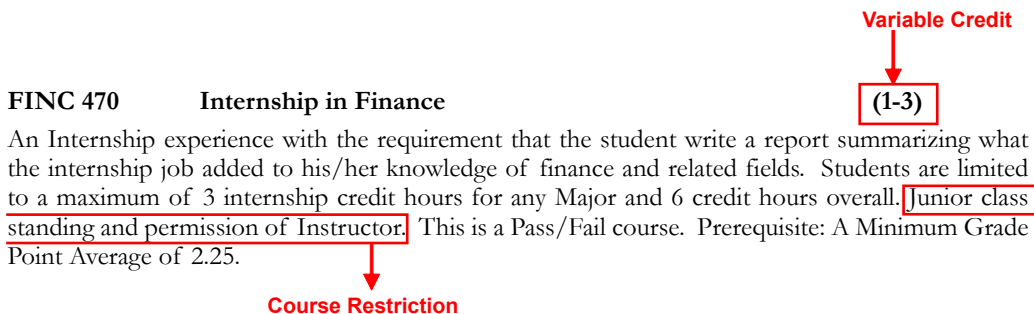 Variable Credit
FINC 470 Internship in Finance (1-3)
An Internship experience with the requirement that the student write a report summarizing what
the internship job added to his/her knowledge of finance and related fields. Students are limited
to a maximum of 3 internship credit hours for any Major and 6 credit hours overall. Junior class
standing and permission of Instructor. This is a Pass/Fail course. Prerequisite: A Minimum Grade
Point Average of 2.25.
Course Restriction